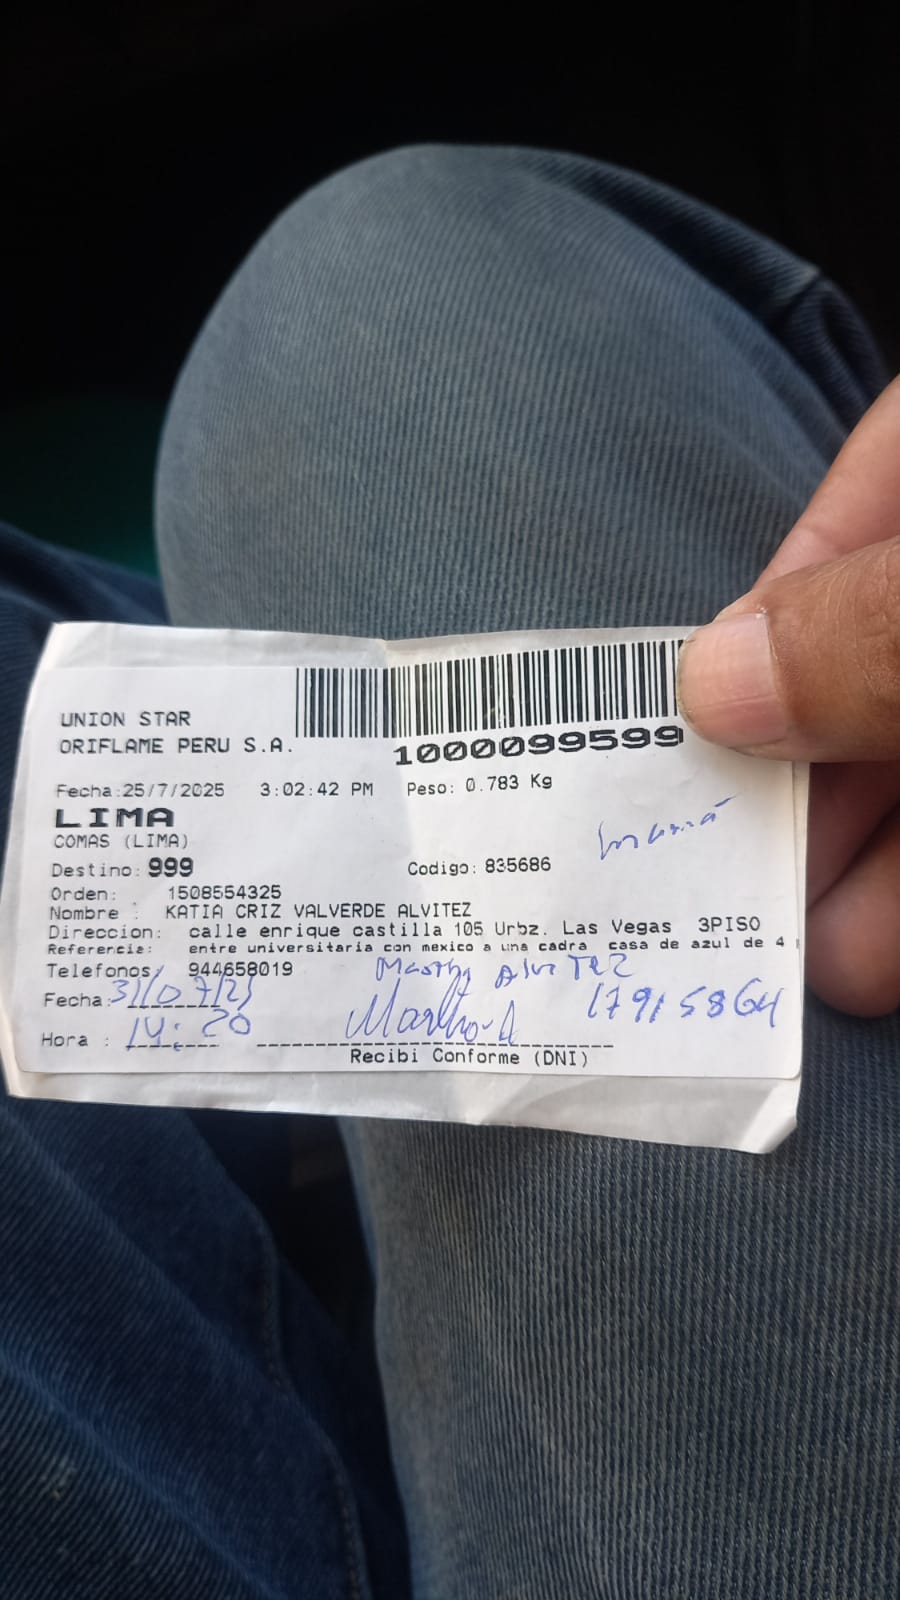 UNION STAR
ORIFLAME PERU S.A.
1000099599
Fecha:25/7/2025 3:02:42 PM Peso: 0.783 Kg
LIMA
COMAS (LIMA)
mamá
Destino: 999 Codigo: 835686
Orden: 1508554325
Nombre : KATIA CRIZ VALVERDE ALVITEZ
Direccion: calle enrique castilla 105 Urbz. Las Vegas 3PISO
Referencia: entre universitaria con mexico a una cadra casa de azul de 4
Telefonos: 944658019 Alvitez
Fecha: 31/07/25 17915864
Hora : 14:20
Recibi Conforme (DNI)